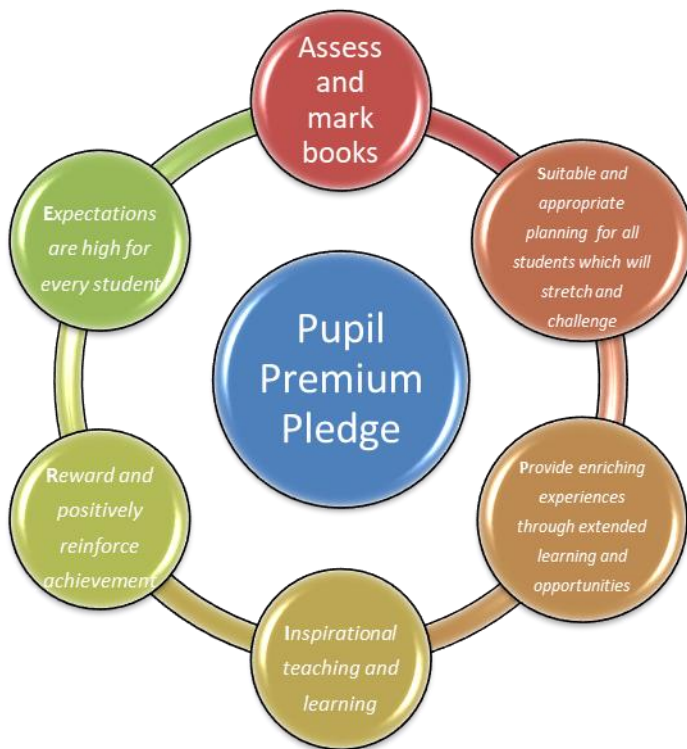 Assess
and
mark
books
Suitable and
appropriate
planning for all
students which will
stretch and
challenge
Provide enriching
experiences
through extended
learning and
opportunities
Inspirational
teaching and
learning
Reward and
positively
reinforce
achievement
Expectations
are high for
every student
Pupil
Premium
Pledge